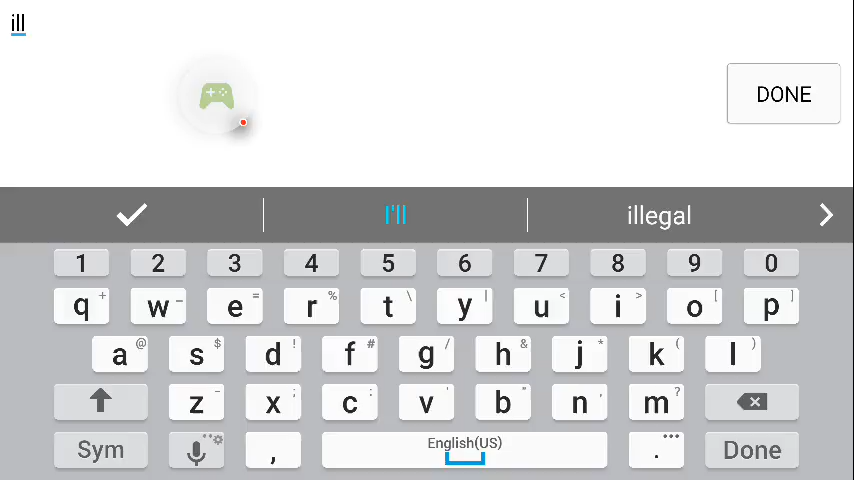 ill
DONE
I'll illegal
1 2 3 4 5 6 7 8 9 0
q + w - e = r % t \ y | u < i > o [ p ]
a @ s $ d ! f # g / h & j * k ( l )
z - x ; c : v ' b " n , m ?
Sym , English(US) . ... Done